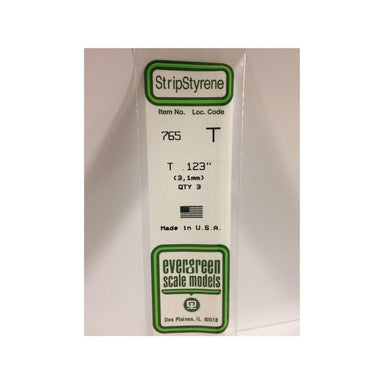 StripStyrene
Item No. Loc. Code
765 T
T .123"
(3,1mm)
QTY 3
Made in U.S.A.
evergreen
scale models
Des Plaines, IL 60018